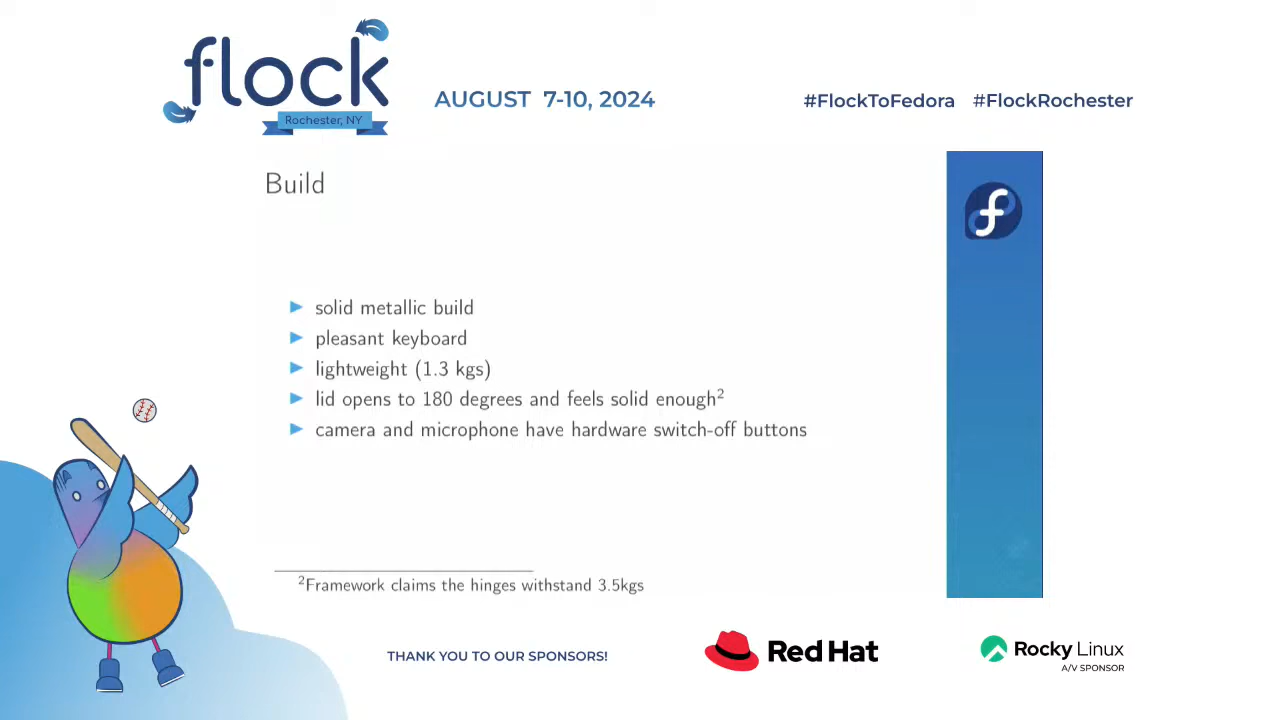 flock
Rochester, NY
AUGUST 7-10, 2024
#FlockToFedora #FlockRochester
Build
solid metallic build
pleasant keyboard
lightweight (1.3 kgs)
lid opens to 180 degrees and feels solid enough²
camera and microphone have hardware switch-off buttons
²Framework claims the hinges withstand 3.5kgs
THANK YOU TO OUR SPONSORS!
Red Hat
Rocky Linux
A/V SPONSOR